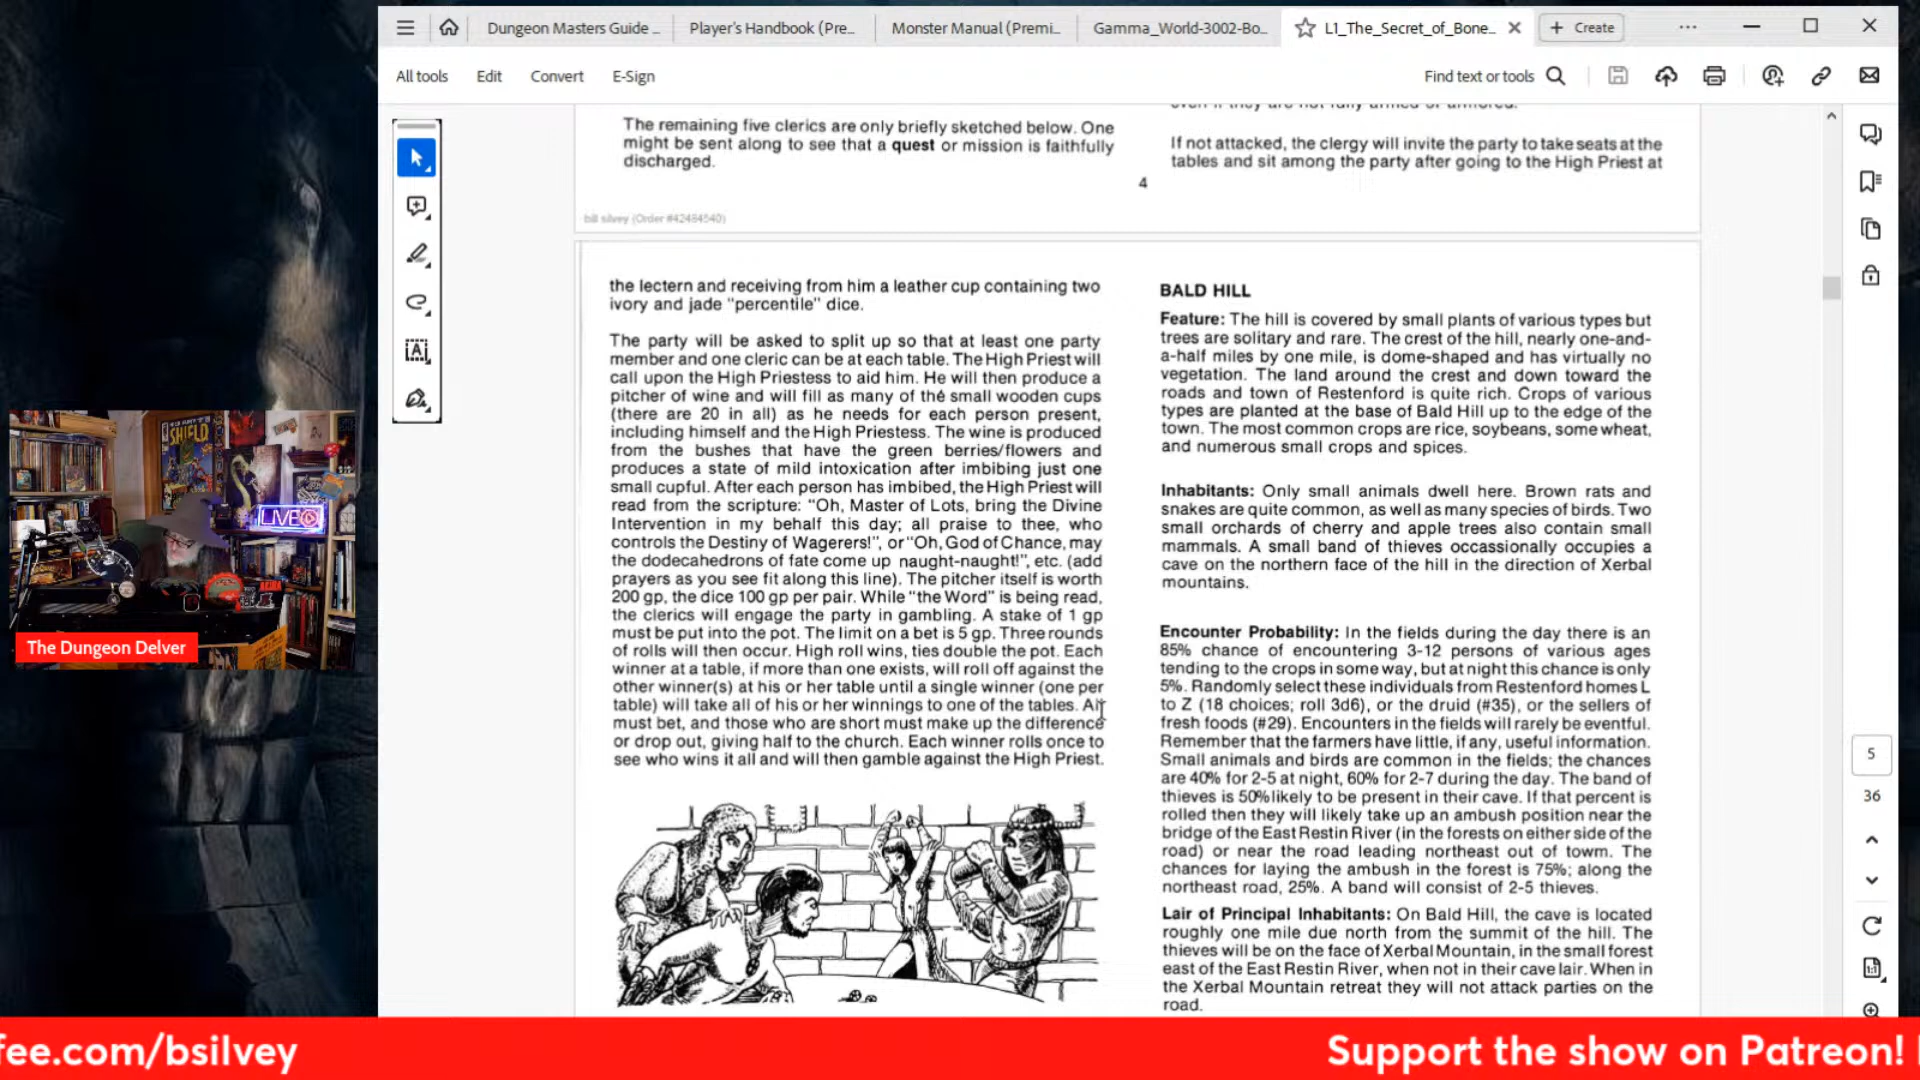 Dungeon Masters Guide ...
Player's Handbook (Pre...
Monster Manual (Premi...
Gamma_World-3002-Bo...
L1_The_Secret_of_Bone...
Create
All tools
Edit
Convert
E-Sign
Find text or tools
The remaining five clerics are only briefly sketched below. One
might be sent along to see that a quest or mission is faithfully
discharged.
even if they are not fully armed or armored.
If not attacked, the clergy will invite the party to take seats at the
tables and sit among the party after going to the High Priest at
4
bill silvey (Order #42484540)
the lectern and receiving from him a leather cup containing two
ivory and jade "percentile" dice.
The party will be asked to split up so that at least one party
member and one cleric can be at each table. The High Priest will
call upon the High Priestess to aid him. He will then produce a
pitcher of wine and will fill as many of the small wooden cups
(there are 20 in all) as he needs for each person present,
including himself and the High Priestess. The wine is produced
from the bushes that have the green berries/flowers and
produces a state of mild intoxication after imbibing just one
small cupful. After each person has imbibed, the High Priest will
read from the scripture: "Oh, Master of Lots, bring the Divine
Intervention in my behalf this day; all praise to thee, who
controls the Destiny of Wagerers!", or "Oh, God of Chance, may
the dodecahedrons of fate come up naught-naught!", etc. (add
prayers as you see fit along this line). The pitcher itself is worth
200 gp, the dice 100 gp per pair. While "the Word" is being read,
the clerics will engage the party in gambling. A stake of 1 gp
must be put into the pot. The limit on a bet is 5 gp. Three rounds
of rolls will then occur. High roll wins, ties double the pot. Each
winner at a table, if more than one exists, will roll off against the
other winner(s) at his or her table until a single winner (one per
table) will take all of his or her winnings to one of the tables. All
must bet, and those who are short must make up the difference
or drop out, giving half to the church. Each winner rolls once to
see who wins it all and will then gamble against the High Priest.
BALD HILL
Feature: The hill is covered by small plants of various types but
trees are solitary and rare. The crest of the hill, nearly one-and-
a-half miles by one mile, is dome-shaped and has virtually no
vegetation. The land around the crest and down toward the
roads and town of Restenford is quite rich. Crops of various
types are planted at the base of Bald Hill up to the edge of the
town. The most common crops are rice, soybeans, some wheat,
and numerous small crops and spices.
Inhabitants: Only small animals dwell here. Brown rats and
snakes are quite common, as well as many species of birds. Two
small orchards of cherry and apple trees also contain small
mammals. A small band of thieves occassionally occupies a
cave on the northern face of the hill in the direction of Xerbal
mountains.
Encounter Probability: In the fields during the day there is an
85% chance of encountering 3-12 persons of various ages
tending to the crops in some way, but at night this chance is only
5%. Randomly select these individuals from Restenford homes L
to Z (18 choices; roll 3d6), or the druid (#35), or the sellers of
fresh foods (#29). Encounters in the fields will rarely be eventful.
Remember that the farmers have little, if any, useful information.
Small animals and birds are common in the fields; the chances
are 40% for 2-5 at night, 60% for 2-7 during the day. The band of
thieves is 50% likely to be present in their cave. If that percent is
rolled then they will likely take up an ambush position near the
bridge of the East Restin River (in the forests on either side of the
road) or near the road leading northeast out of towm. The
chances for laying the ambush in the forest is 75%; along the
northeast road, 25%. A band will consist of 2-5 thieves.
Lair of Principal Inhabitants: On Bald Hill, the cave is located
roughly one mile due north from the summit of the hill. The
thieves will be on the face of Xerbal Mountain, in the small forest
east of the East Restin River, when not in their cave lair. When in
the Xerbal Mountain retreat they will not attack parties on the
road.
5
36
SHIELD
LIVE
The Dungeon Delver
fee.com/bsilvey
Support the show on Patreon!